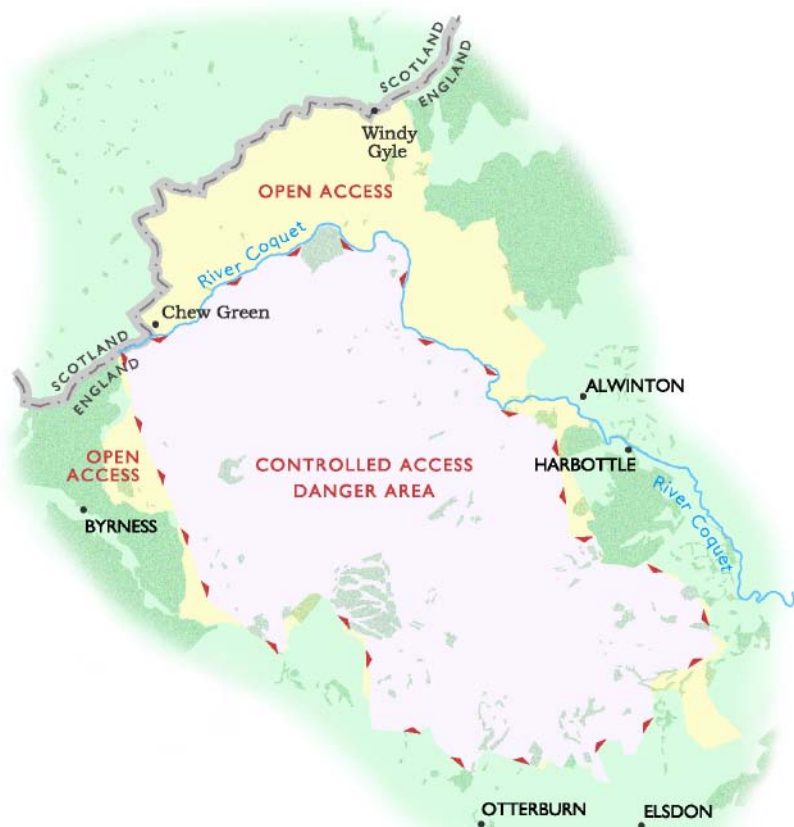 SCOTLAND
ENGLAND
Windy
Gyle
OPEN ACCESS
River Coquet
Chew Green
SCOTLAND
ENGLAND
ALWINTON
OPEN
ACCESS
CONTROLLED ACCESS
DANGER AREA
HARBOTTLE
River Coquet
BYRNESS
OTTERBURN
ELSDON